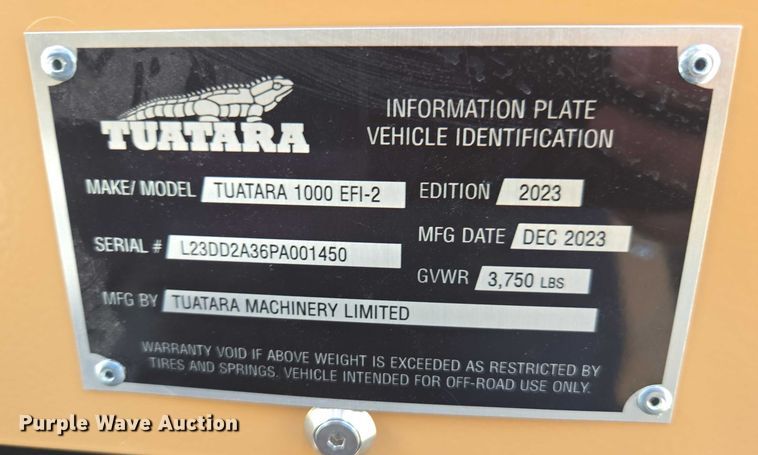 TUATARA
INFORMATION PLATE
VEHICLE IDENTIFICATION
MAKE/ MODEL TUATARA 1000 EFI-2 EDITION 2023
SERIAL # L23DD2A36PA001450 MFG DATE DEC 2023
GVWR 3,750 LBS
MFG BY TUATARA MACHINERY LIMITED
WARRANTY VOID IF ABOVE WEIGHT IS EXCEEDED AS RESTRICTED BY
TIRES AND SPRINGS. VEHICLE INTENDED FOR OFF-ROAD USE ONLY.
Purple Wave Auction